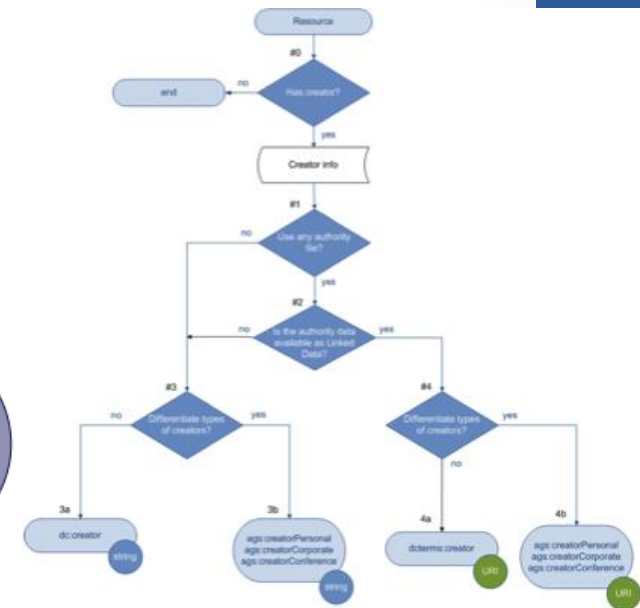 Resource
#0
Has creator?
no
end
yes
Creator info
#1
Use any authority
file?
no
yes
#2
Is the authority data
available as Linked
Data?
no
yes
#3
Differentiate types
of creators?
no
yes
#4
Differentiate types
of creators?
yes
no
3a
dc:creator
string
3b
ags:creatorPersonal
ags:creatorCorporate
ags:creatorConference
string
4a
dcterms:creator
URI
4b
ags:creatorPersonal
ags:creatorCorporate
ags:creatorConference
URI